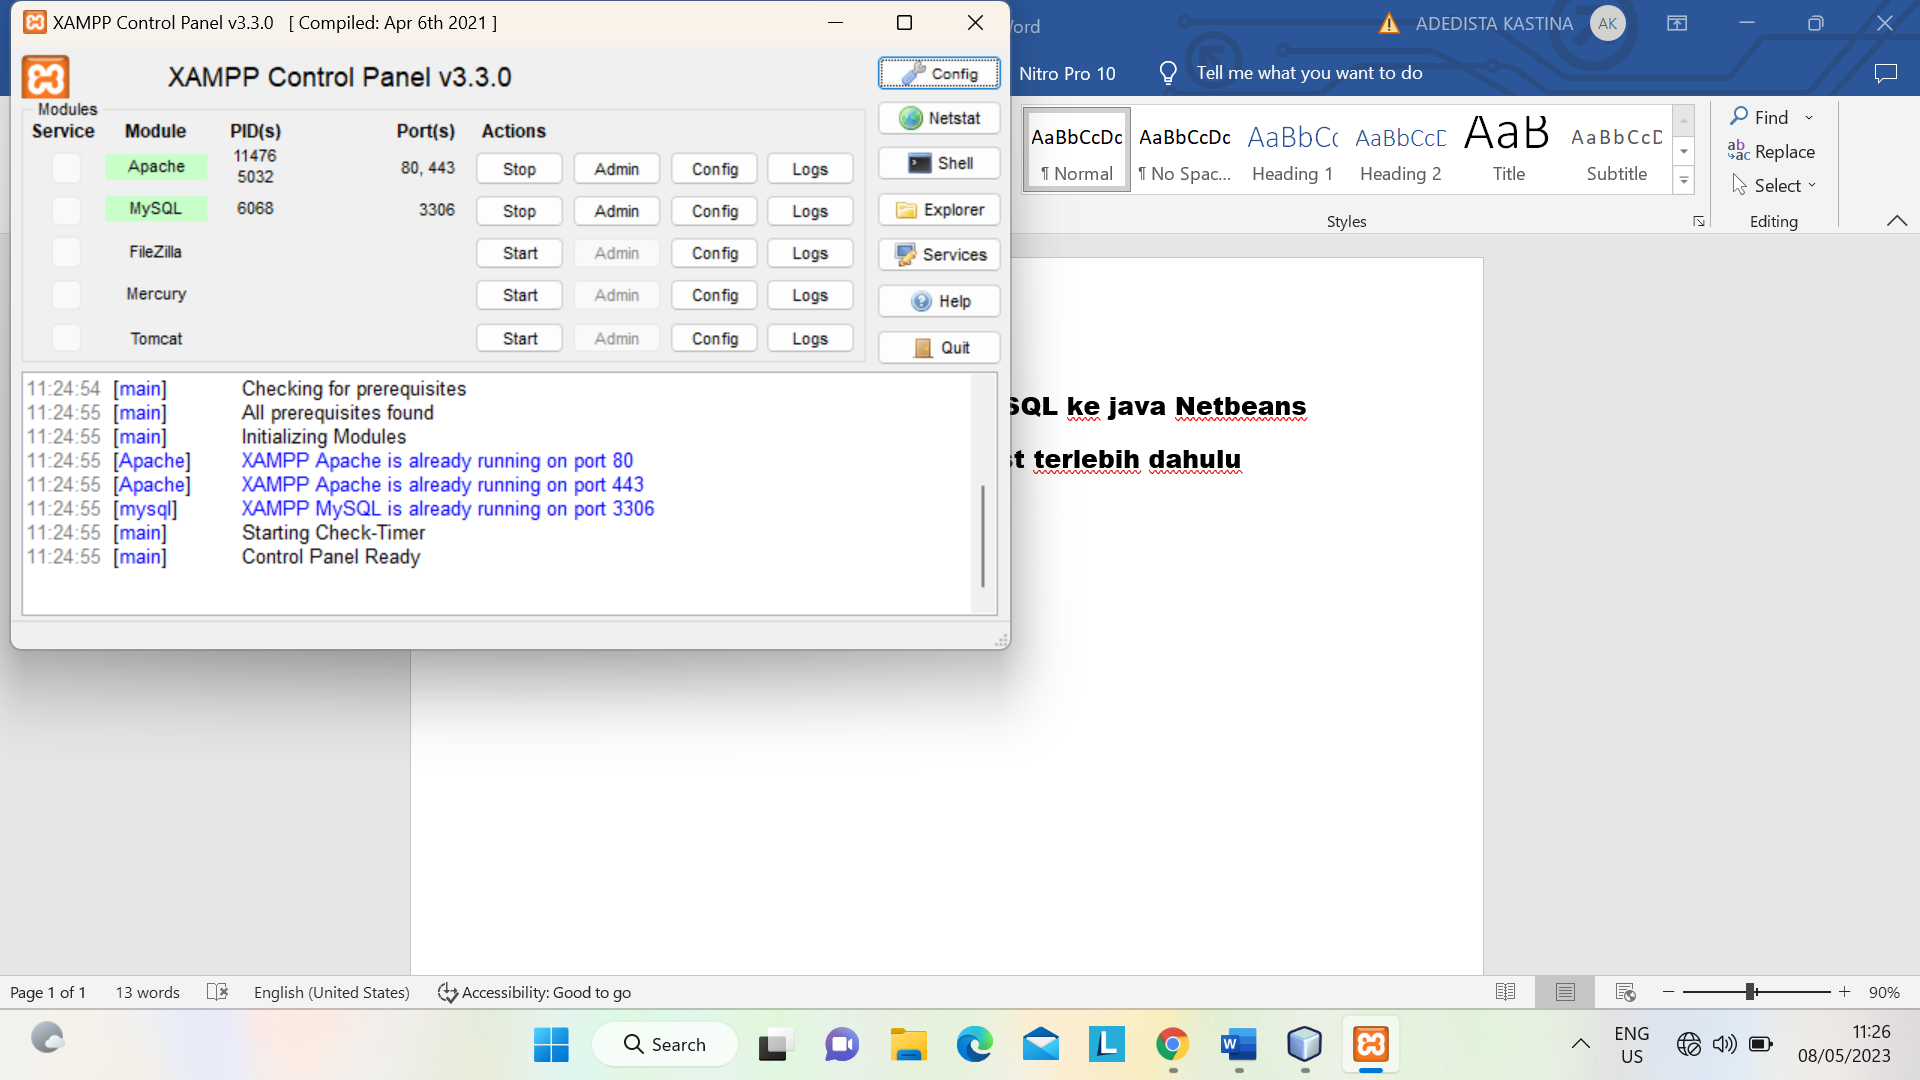 XAMPP Control Panel v3.3.0 [ Compiled: Apr 6th 2021 ]
ADEDISTA KASTINA AK
XAMPP Control Panel v3.3.0
Config
Nitro Pro 10 Tell me what you want to do
Modules
Service Module PID(s) Port(s) Actions
Apache 11476 5032 80, 443 Stop Admin Config Logs
MySQL 6068 3306 Stop Admin Config Logs
FileZilla Start Admin Config Logs
Mercury Start Admin Config Logs
Tomcat Start Admin Config Logs
Netstat
Shell
Explorer
Services
Help
Quit
AaBbCcDc AaBbCcDc AaBbCc AaBbCcD AaB AaBbCcD
¶ Normal ¶ No Spac... Heading 1 Heading 2 Title Subtitle
Styles
Find
Replace
Select
Editing
11:24:54 [main] Checking for prerequisites
11:24:55 [main] All prerequisites found
11:24:55 [main] Initializing Modules
11:24:55 [Apache] XAMPP Apache is already running on port 80
11:24:55 [Apache] XAMPP Apache is already running on port 443
11:24:55 [mysql] XAMPP MySQL is already running on port 3306
11:24:55 [main] Starting Check-Timer
11:24:55 [main] Control Panel Ready
SQL ke java Netbeans
t terlebih dahulu
Page 1 of 1 13 words English (United States) Accessibility: Good to go 90%
Search
ENG
US
11:26
08/05/2023